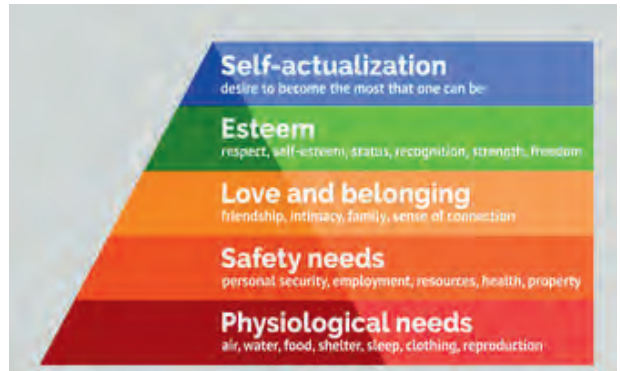 Self-actualization
desire to become the most that one can be
Esteem
respect, self-esteem, status, recognition, strength, freedom
Love and belonging
friendship, intimacy, family, sense of connection
Safety needs
personal security, employment, resources, health, property
Physiological needs
air, water, food, shelter, sleep, clothing, reproduction